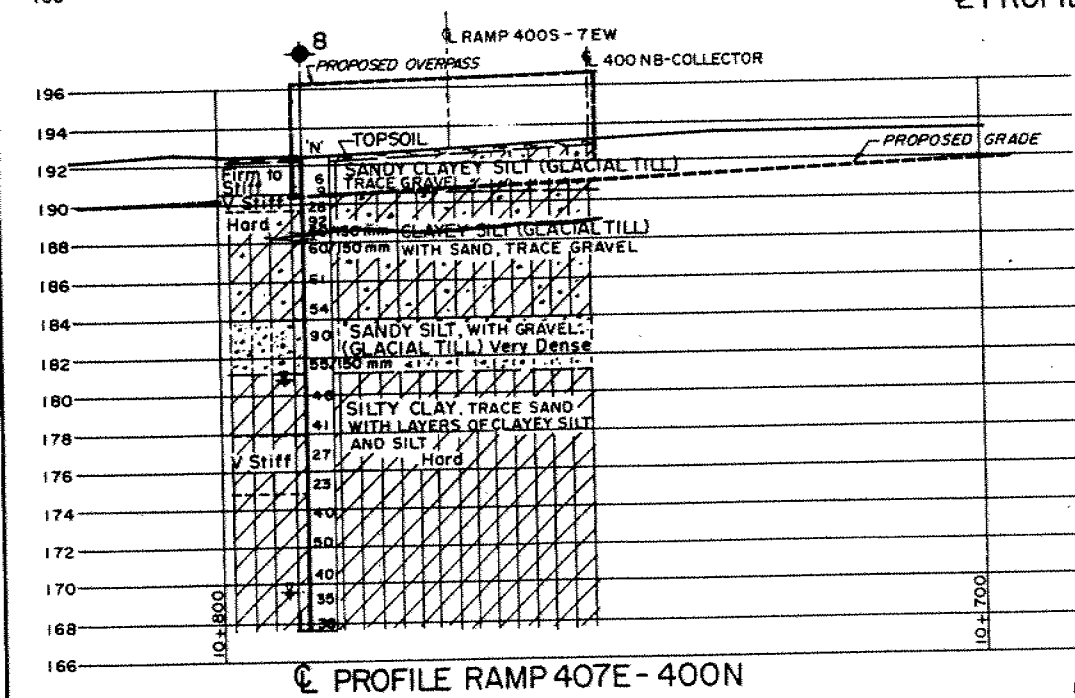 ℄ PROFIL
℄ RAMP 400S-7EW
8
PROPOSED OVERPASS
℄ 400 NB-COLLECTOR
196
194
'N'
TOPSOIL
PROPOSED GRADE
192
Firm to
Stiff
6
9
SANDY CLAYEY SILT (GLACIAL TILL)
TRACE GRAVEL
190
V Stiff
28
Hard
92
150 mm
CLAYEY SILT (GLACIAL TILL)
188
60/150 mm
WITH SAND, TRACE GRAVEL
186
51
54
184
90
SANDY SILT, WITH GRAVEL
(GLACIAL TILL) Very Dense
182
55/150 mm
180
SILTY CLAY, TRACE SAND
41
WITH LAYERS OF CLAYEY SILT
178
AND SILT
27
Hard
V Stiff
176
23
174
40
172
50
170
40
35
168
166
10+800
10+700
℄ PROFILE RAMP 407E-400N